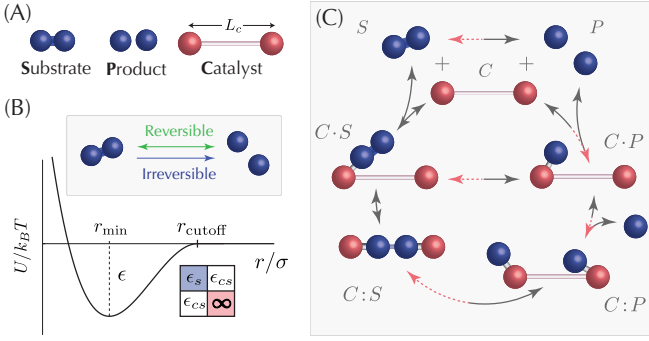 (A)
L_c
Substrate Product Catalyst
(B)
Reversible
Irreversible
U/k_BT
r_min
r_cutoff
r/σ
ϵ
ϵ_s ϵ_cs
ϵ_cs ∞
(C)
S
P
+ C +
C·S
C·P
C:S
C:P